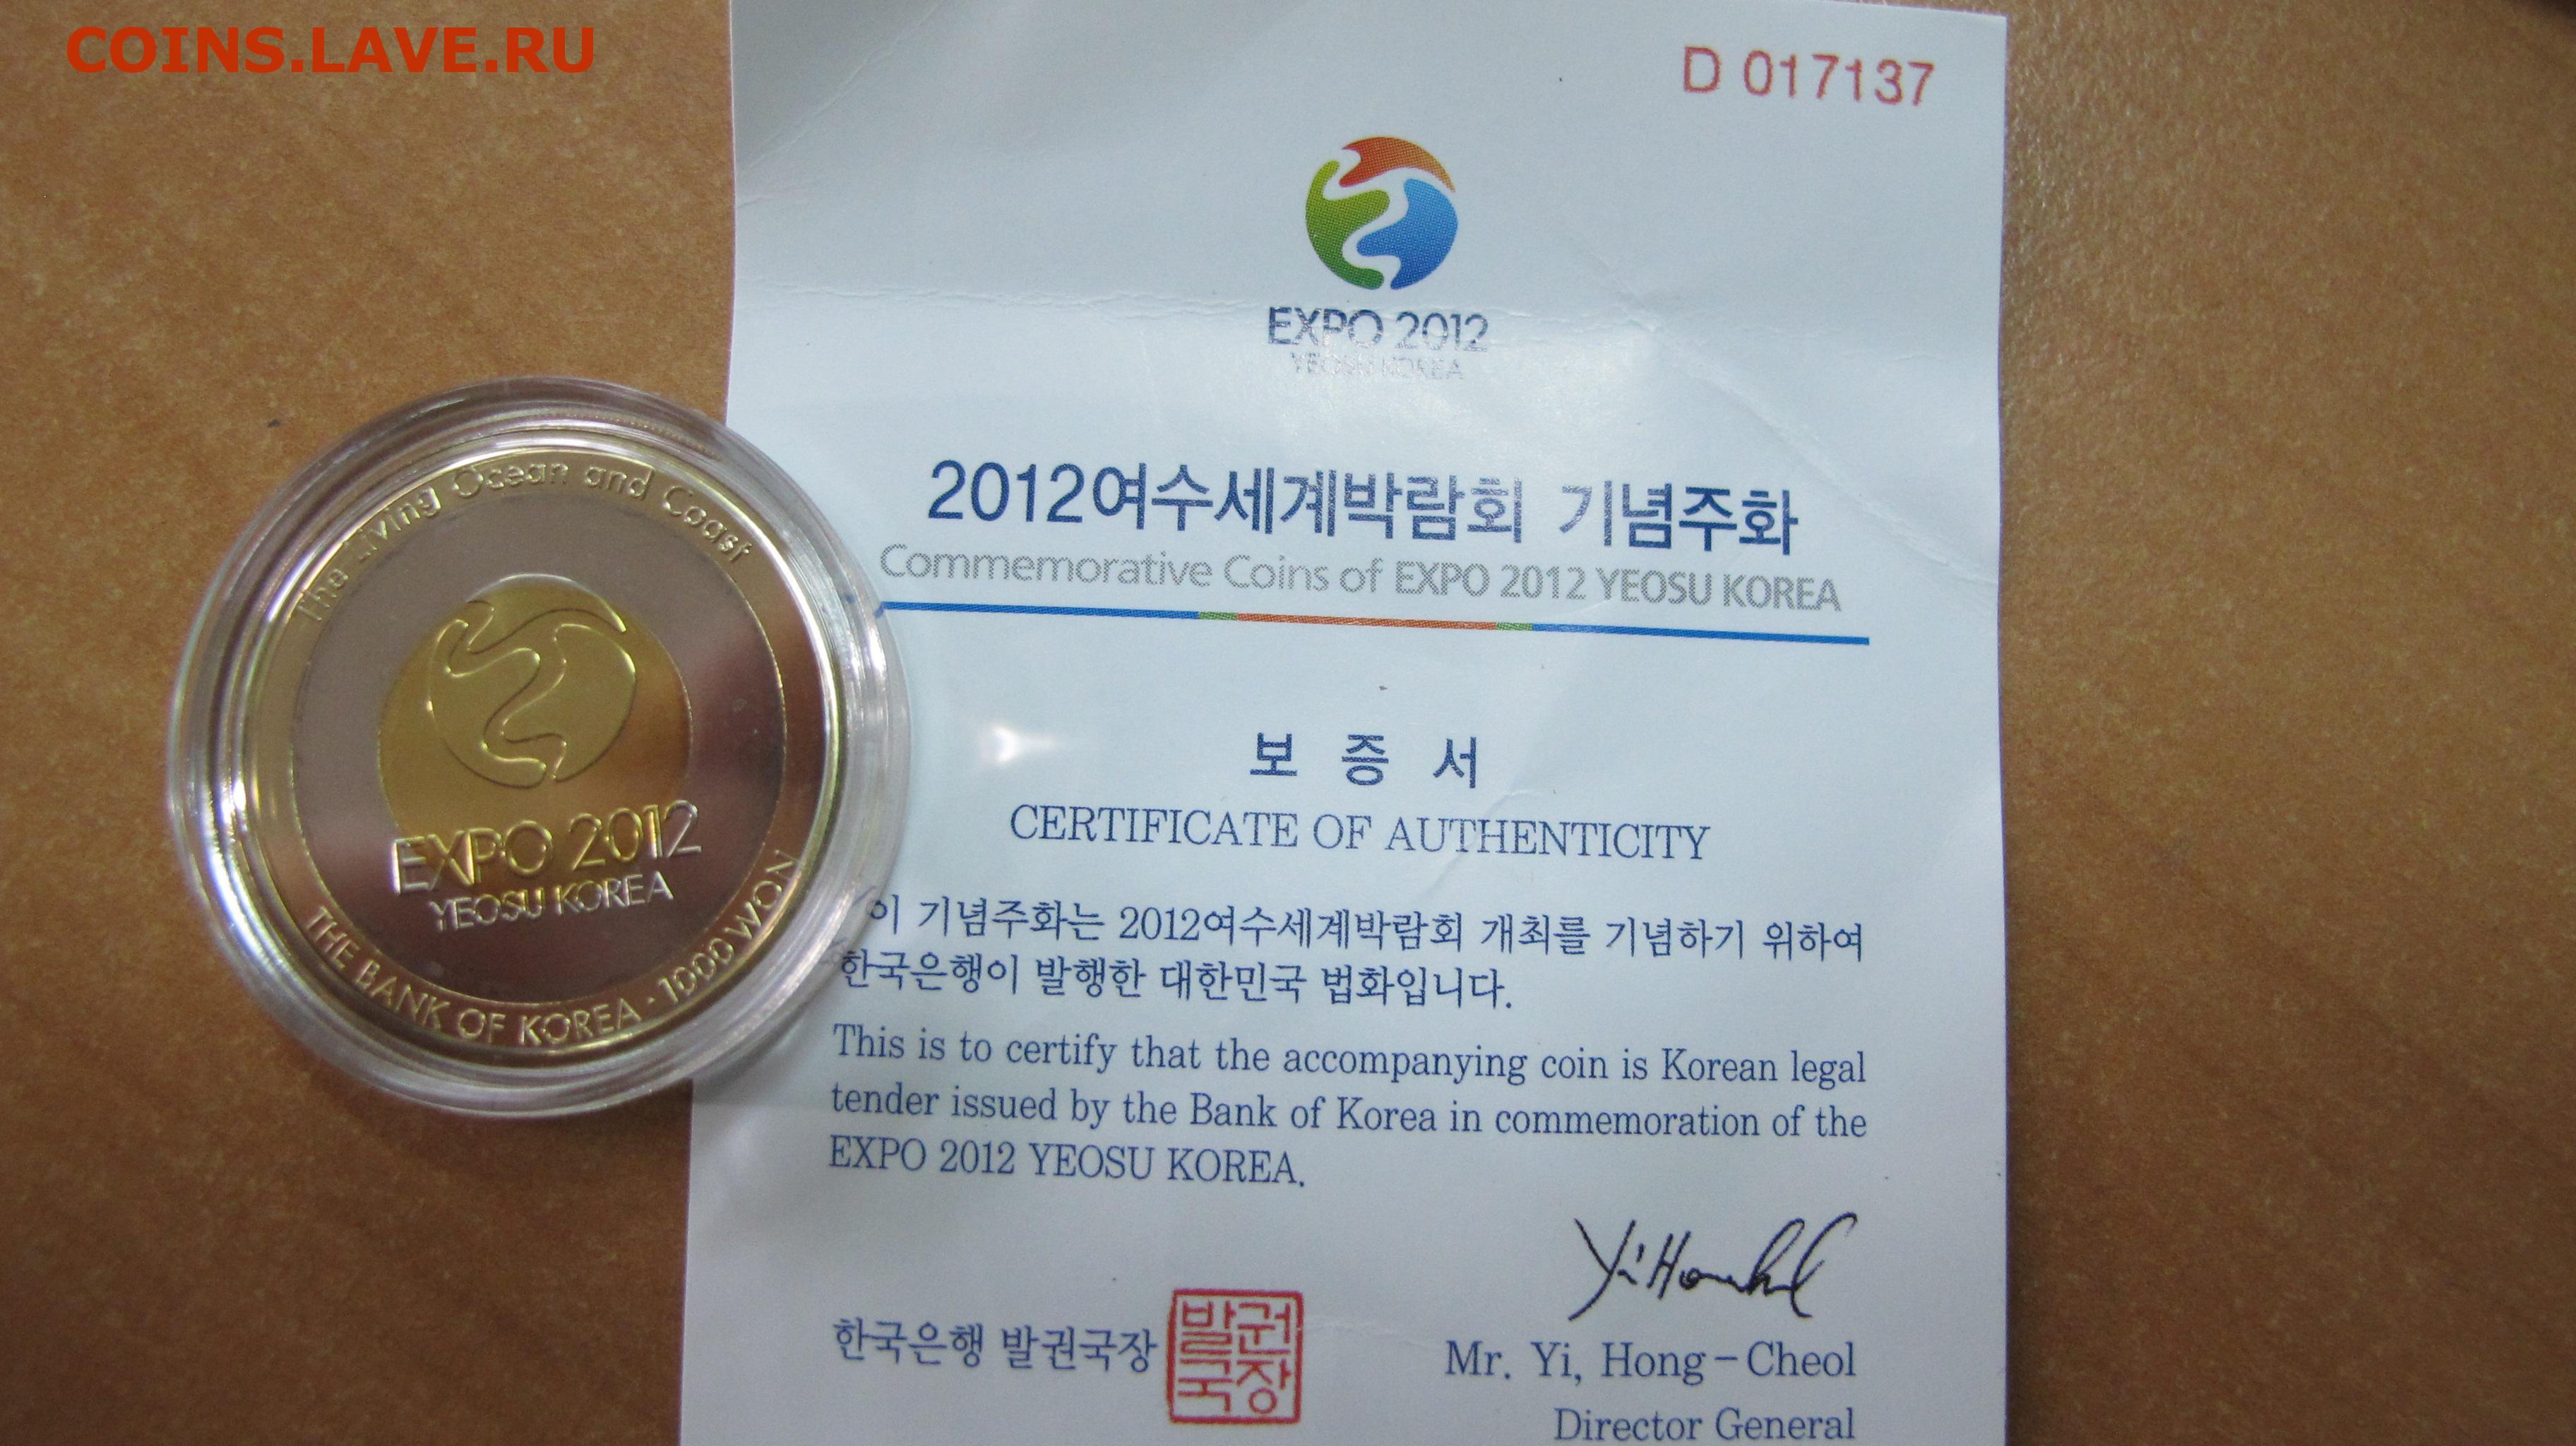 COINS.LAVE.RU
D 017137
EXPO 2012
YEOSU KOREA
2012여수세계박람회 기념주화
Commemorative Coins of EXPO 2012 YEOSU KOREA
보 증 서
CERTIFICATE OF AUTHENTICITY
이 기념주화는 2012여수세계박람회 개최를 기념하기 위하여
한국은행이 발행한 대한민국 법화입니다.
This is to certify that the accompanying coin is Korean legal
tender issued by the Bank of Korea in commemoration of the
EXPO 2012 YEOSU KOREA.
한국은행 발권국장
발권
국장
Mr. Yi, Hong-Cheol
Director General
The Living Ocean and Coast
EXPO 2012
YEOSU KOREA
THE BANK OF KOREA · 1000 WON